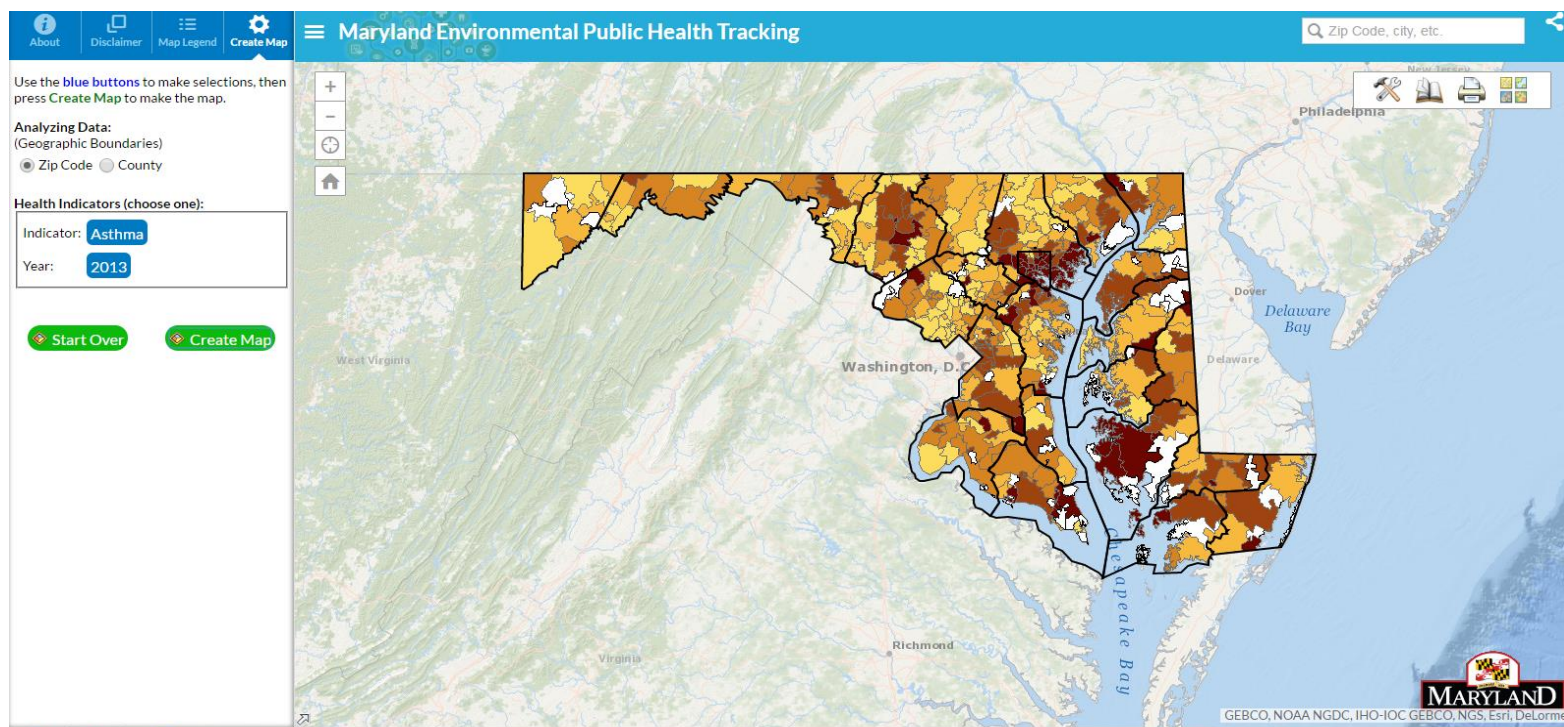 About
Disclaimer
Map Legend
Create Map
Maryland Environmental Public Health Tracking
Zip Code, city, etc.
Use the blue buttons to make selections, then
press Create Map to make the map.
Analyzing Data:
(Geographic Boundaries)
Zip Code
County
Health Indicators (choose one):
Indicator: Asthma
Year: 2013
Start Over
Create Map
+
−
New Jersey
Philadelphia
Dover
Delaware
Bay
West Virginia
Washington, D.C
Delaware
Chesapeake Bay
Richmond
Virginia
MARYLAND
GEBCO, NOAA NGDC, IHO-IOC GEBCO, NGS, Esri, DeLorme